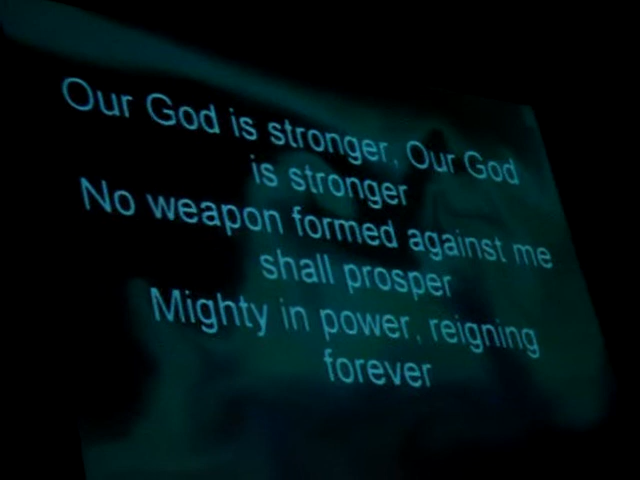 Our God is stronger, Our God
is stronger
No weapon formed against me
shall prosper
Mighty in power, reigning
forever